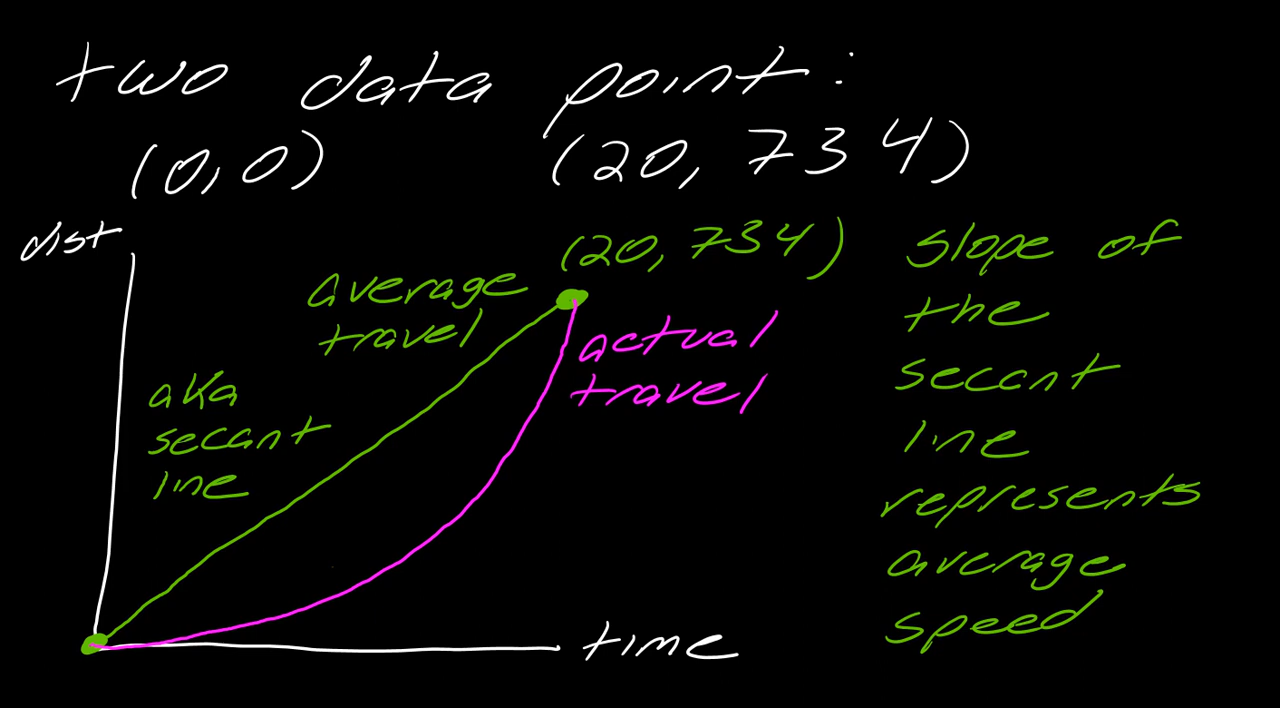 two data point:
(0,0) (20, 734)
dist
(20, 734)
average
travel
actual
travel
aka
secant
line
time
slope of
the
secant
line
represents
average
speed